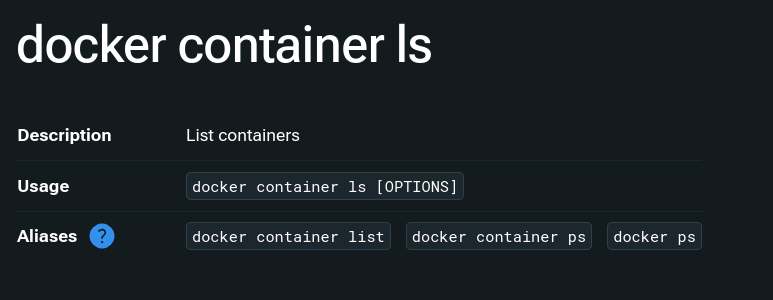 docker container ls
Description List containers
Usage docker container ls [OPTIONS]
Aliases ? docker container list docker container ps docker ps